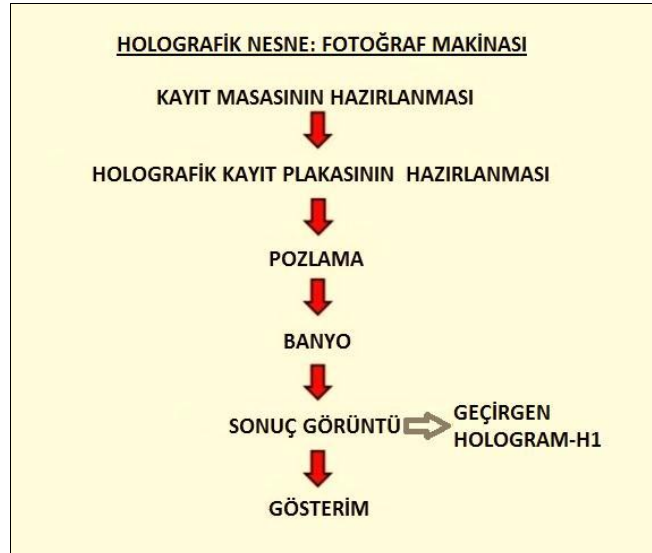 HOLOGRAFİK NESNE: FOTOĞRAF MAKİNASI
KAYIT MASASININ HAZIRLANMASI
HOLOGRAFİK KAYIT PLAKASININ HAZIRLANMASI
POZLAMA
BANYO
SONUÇ GÖRÜNTÜ
GEÇİRGEN
HOLOGRAM-H1
GÖSTERİM